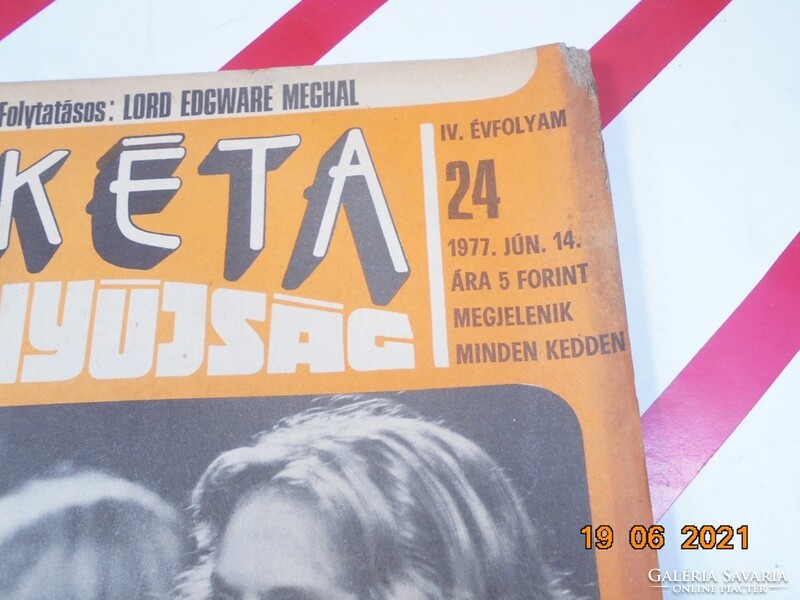 Folytatásos: LORD EDGWARE MEGHAL
KÉTA
NYÚJSÁG
IV. ÉVFOLYAM
24
1977. JÚN. 14.
ÁRA 5 FORINT
MEGJELENIK
MINDEN KEDDEN
19 06 2021
GALÉRIA SAVARIA
ONLINE PIACTÉR